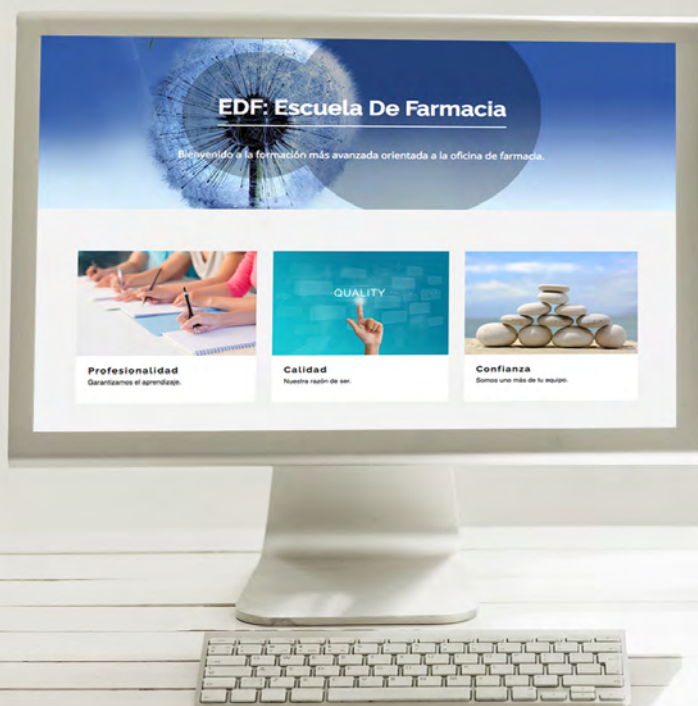 EDF: Escuela De Farmacia
Bienvenido a la formación más avanzada orientada a la oficina de farmacia.
QUALITY
Profesionalidad
Garantizamos el aprendizaje.
Calidad
Nuestra razón de ser.
Confianza
Somos uno más de tu equipo.